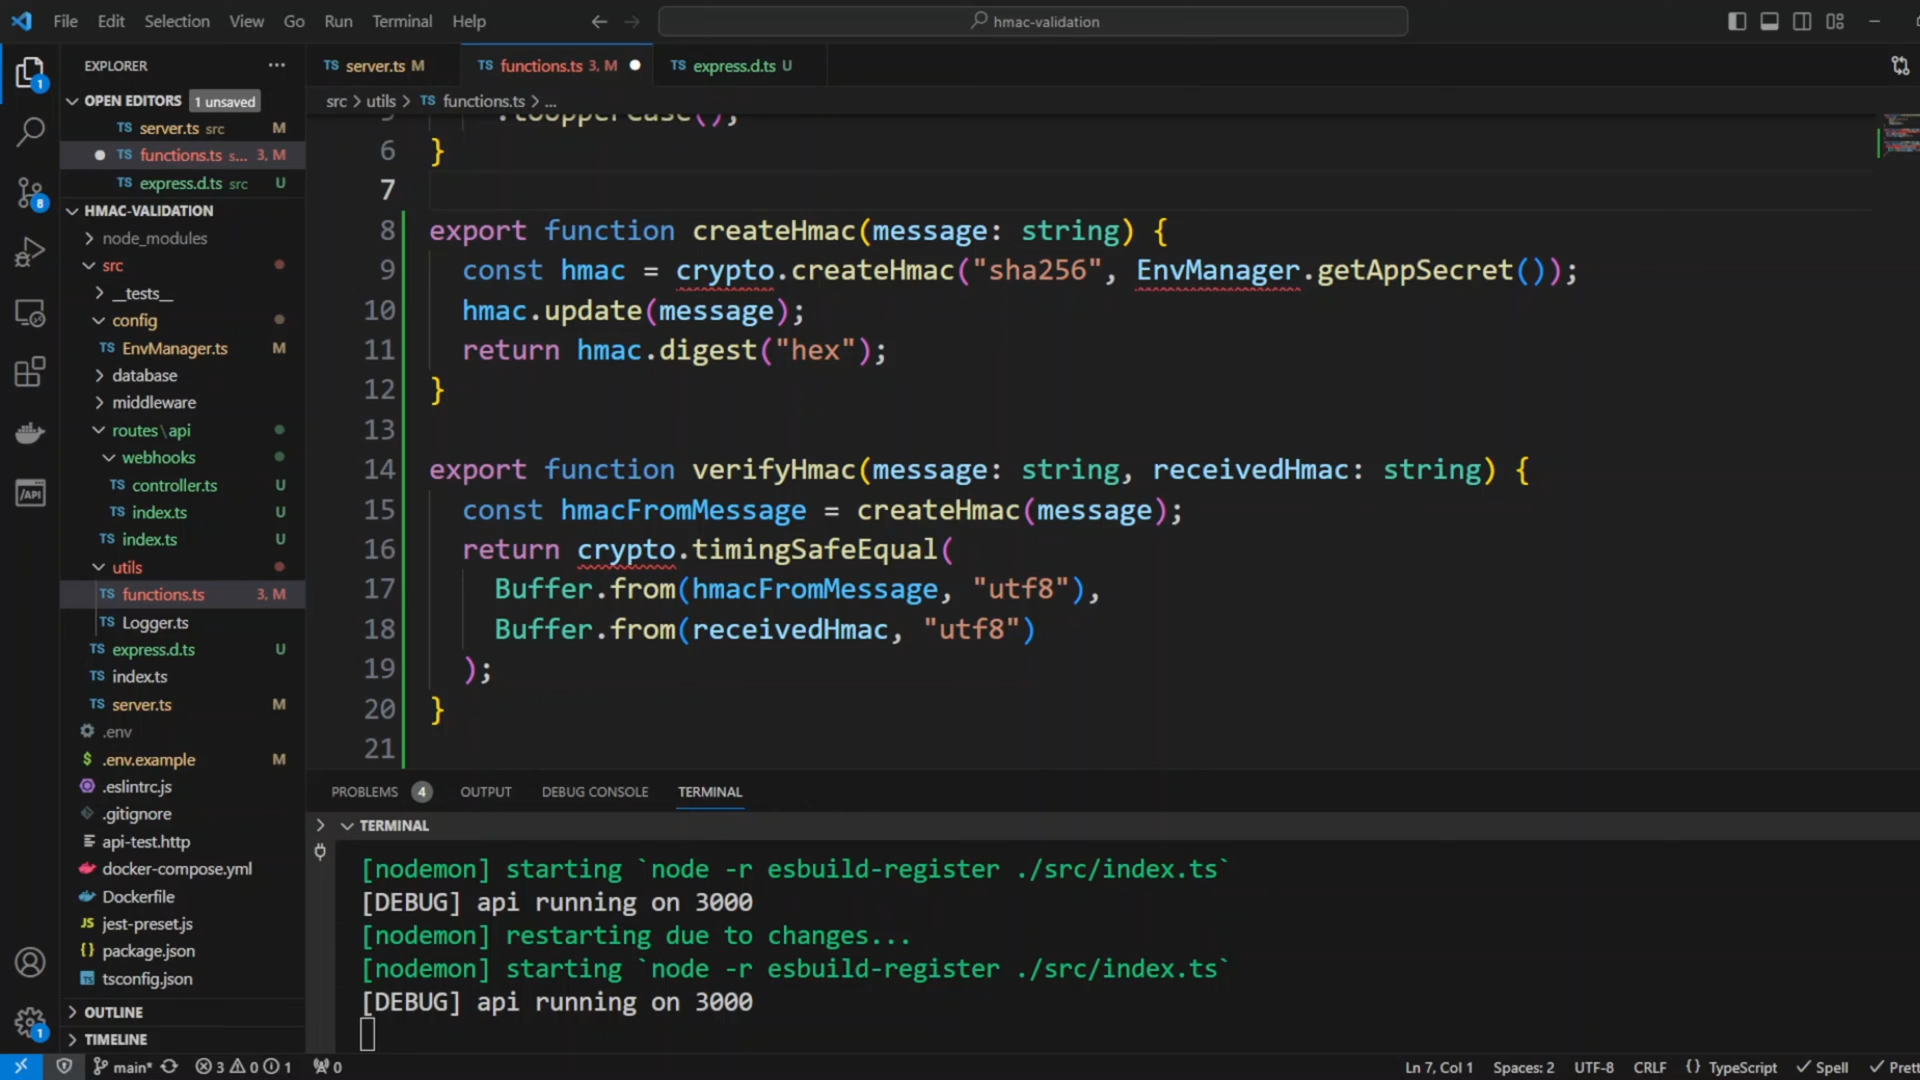 File Edit Selection View Go Run Terminal Help
hmac-validation
EXPLORER
OPEN EDITORS 1 unsaved
TS server.ts src M
TS functions.ts s... 3, M
TS express.d.ts src U
HMAC-VALIDATION
node_modules
src
__tests__
config
TS EnvManager.ts M
database
middleware
routes\api
webhooks
TS controller.ts U
TS index.ts U
TS index.ts U
utils
TS functions.ts 3, M
TS Logger.ts
TS express.d.ts U
TS index.ts
TS server.ts M
.env
$ .env.example M
.eslintrc.js
.gitignore
api-test.http
docker-compose.yml
Dockerfile
JS jest-preset.js
{} package.json
tsconfig.json
OUTLINE
TIMELINE
TS server.ts M TS functions.ts 3, M TS express.d.ts U
src > utils > TS functions.ts > ...
5 .toUpperCase();
6 }
7
8 export function createHmac(message: string) {
9 const hmac = crypto.createHmac("sha256", EnvManager.getAppSecret());
10 hmac.update(message);
11 return hmac.digest("hex");
12 }
13
14 export function verifyHmac(message: string, receivedHmac: string) {
15 const hmacFromMessage = createHmac(message);
16 return crypto.timingSafeEqual(
17 Buffer.from(hmacFromMessage, "utf8"),
18 Buffer.from(receivedHmac, "utf8")
19 );
20 }
21
PROBLEMS 4 OUTPUT DEBUG CONSOLE TERMINAL
TERMINAL
[nodemon] starting `node -r esbuild-register ./src/index.ts`
[DEBUG] api running on 3000
[nodemon] restarting due to changes...
[nodemon] starting `node -r esbuild-register ./src/index.ts`
[DEBUG] api running on 3000
1
8
/API
1
main* 3 0 1 0
Ln 7, Col 1 Spaces: 2 UTF-8 CRLF {} TypeScript Spell Prett